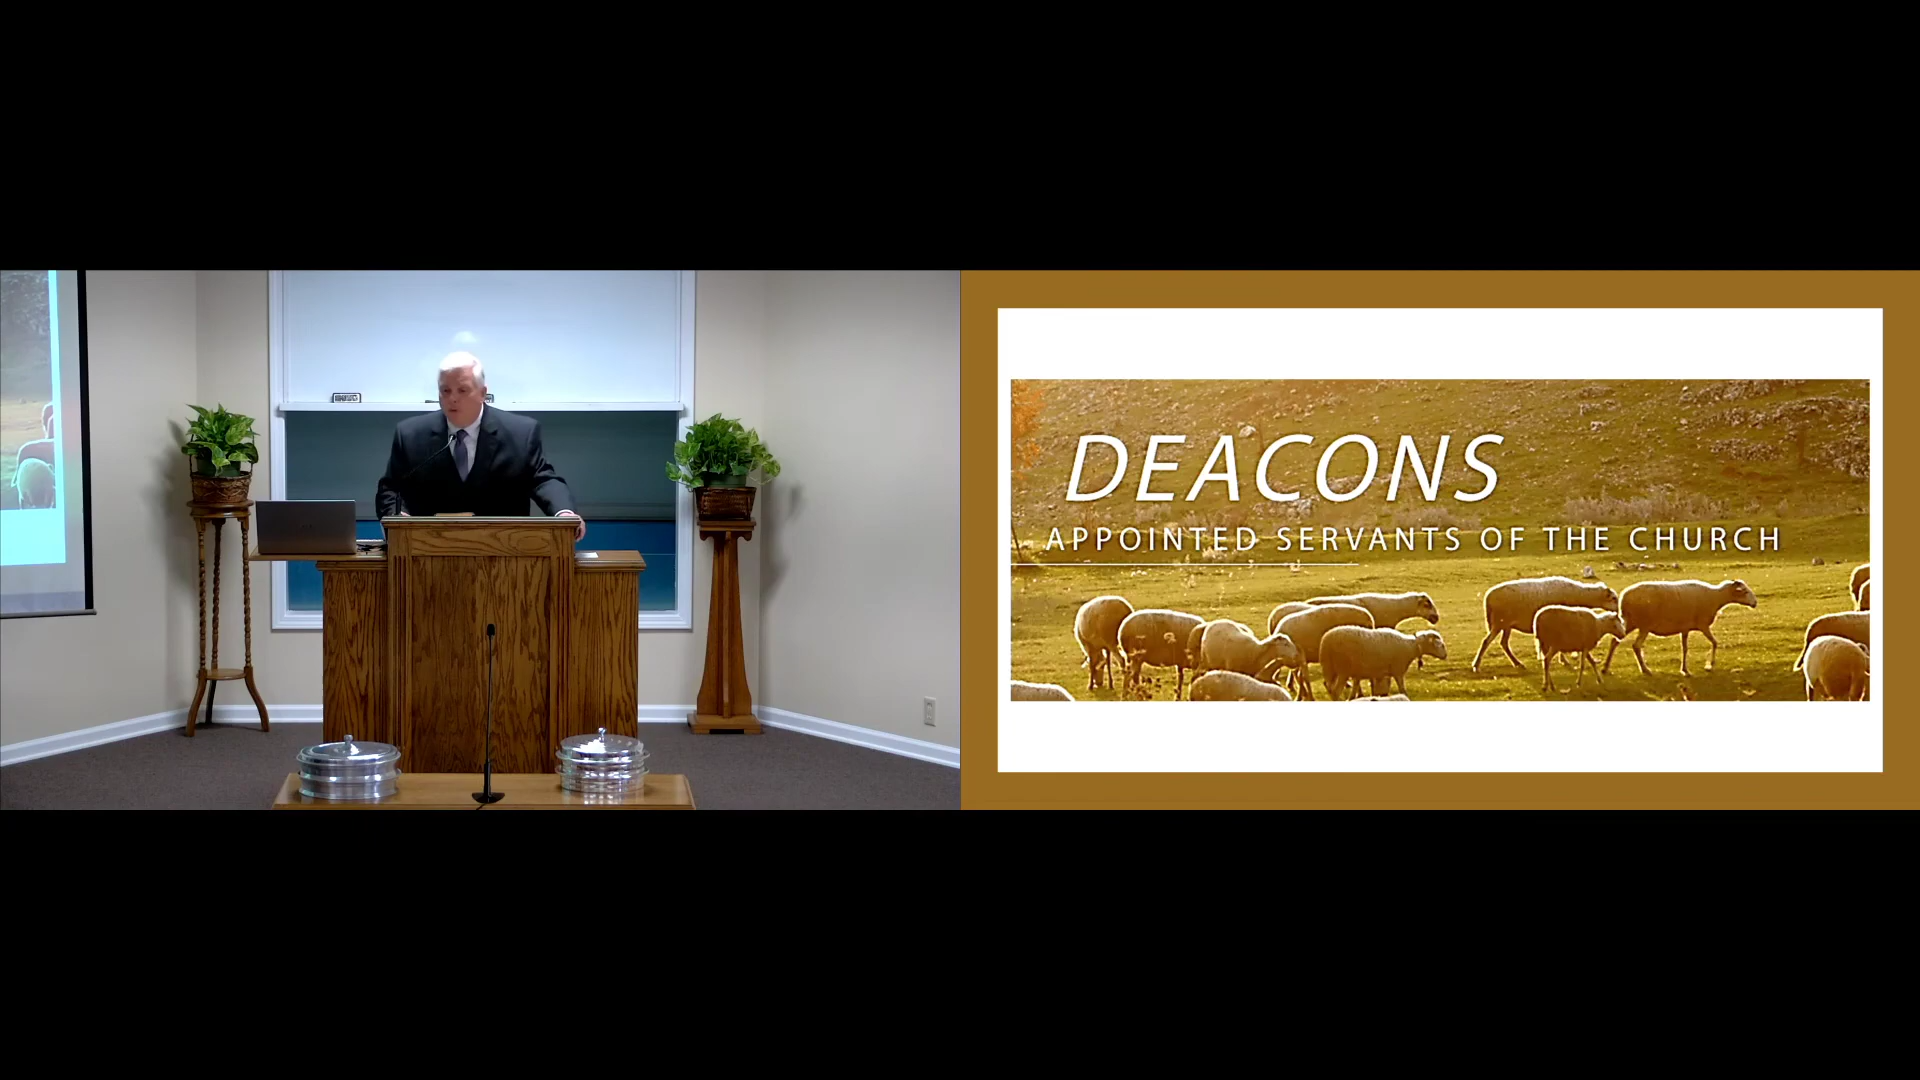 DEACONS
APPOINTED SERVANTS OF THE CHURCH